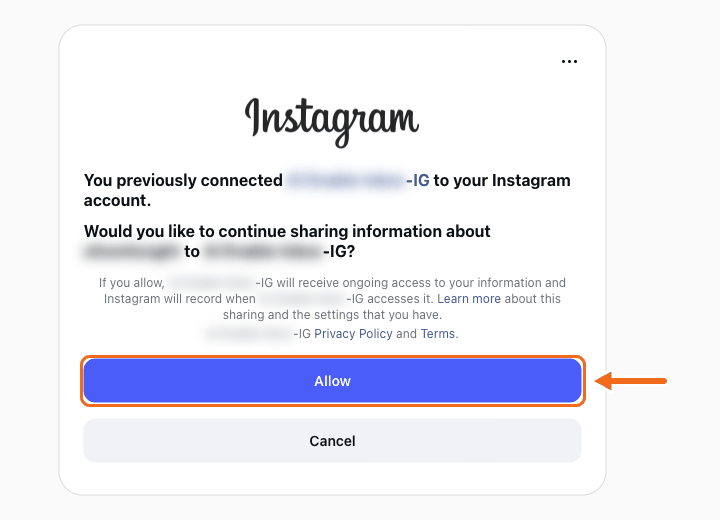 Instagram
You previously connected -IG to your Instagram
account.
Would you like to continue sharing information about
to -IG?
If you allow, -IG will receive ongoing access to your information and
Instagram will record when -IG accesses it. Learn more about this
sharing and the settings that you have.
-IG Privacy Policy and Terms.
Allow
Cancel